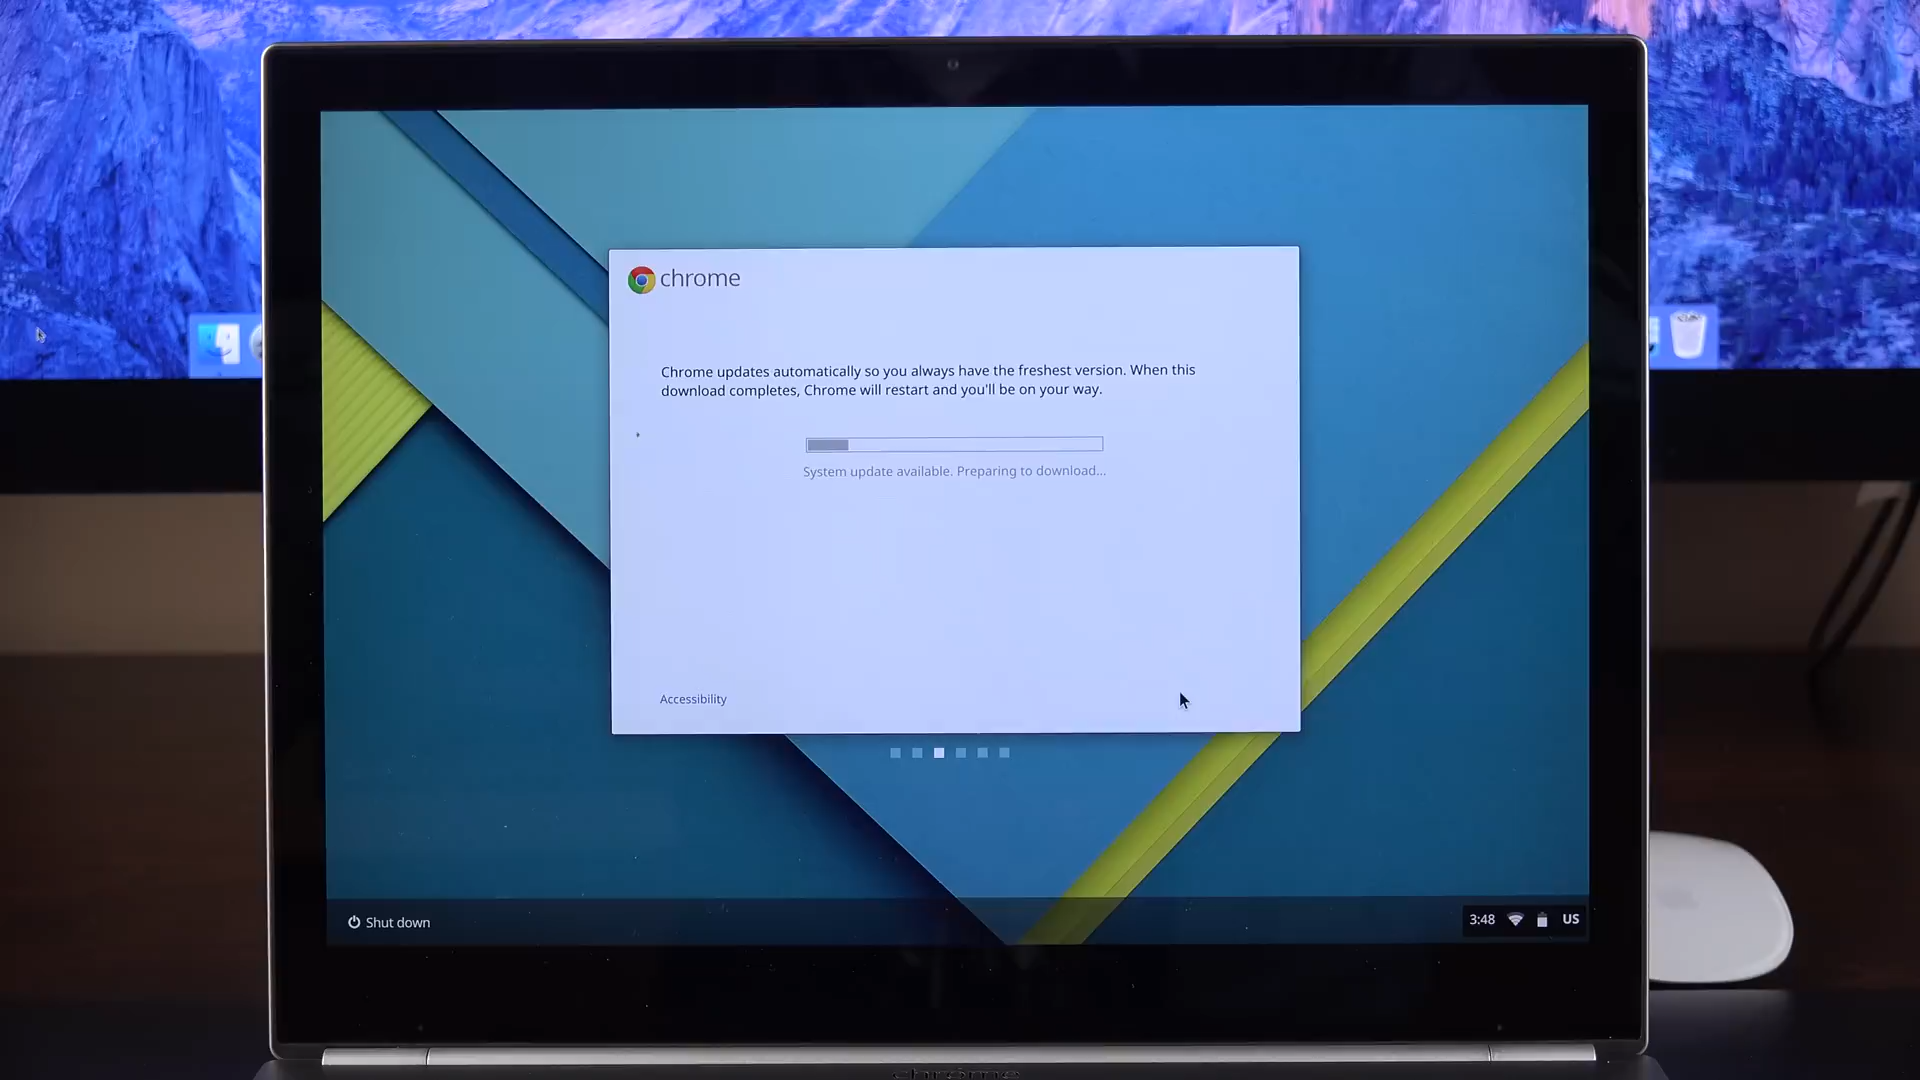 chrome
Chrome updates automatically so you always have the freshest version. When this
download completes, Chrome will restart and you'll be on your way.
System update available. Preparing to download...
Accessibility
Shut down
3:48 US
chrome